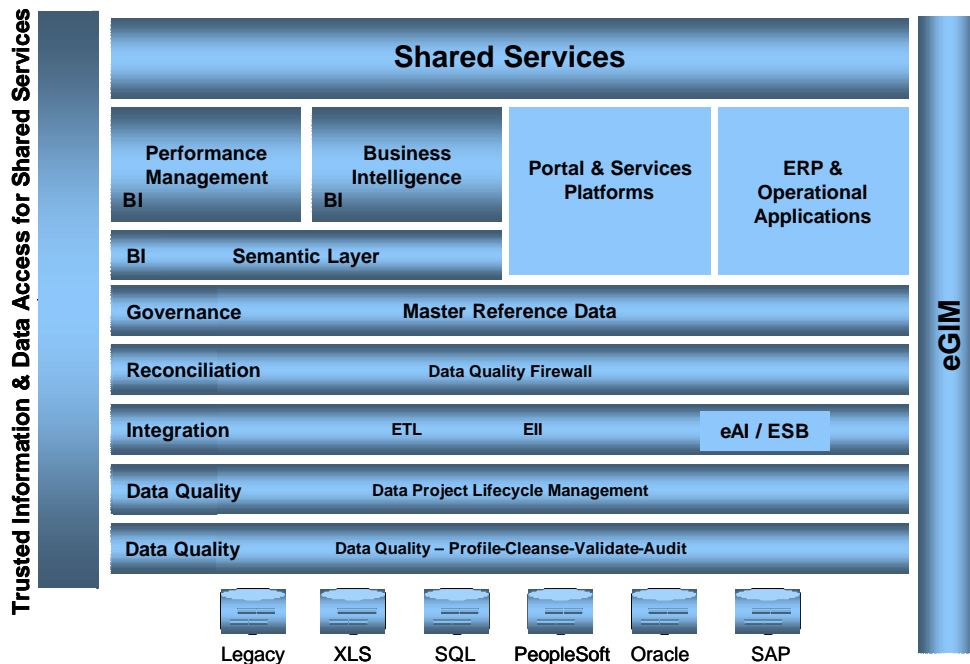 Trusted Information & Data Access for Shared Services
Shared Services
Performance
Management
BI
Business
Intelligence
BI
Portal & Services
Platforms
ERP &
Operational
Applications
BI Semantic Layer
Governance Master Reference Data
Reconciliation Data Quality Firewall
Integration ETL EII eAI / ESB
Data Quality Data Project Lifecycle Management
Data Quality Data Quality – Profile-Cleanse-Validate-Audit
Legacy XLS SQL PeopleSoft Oracle SAP
eGIM